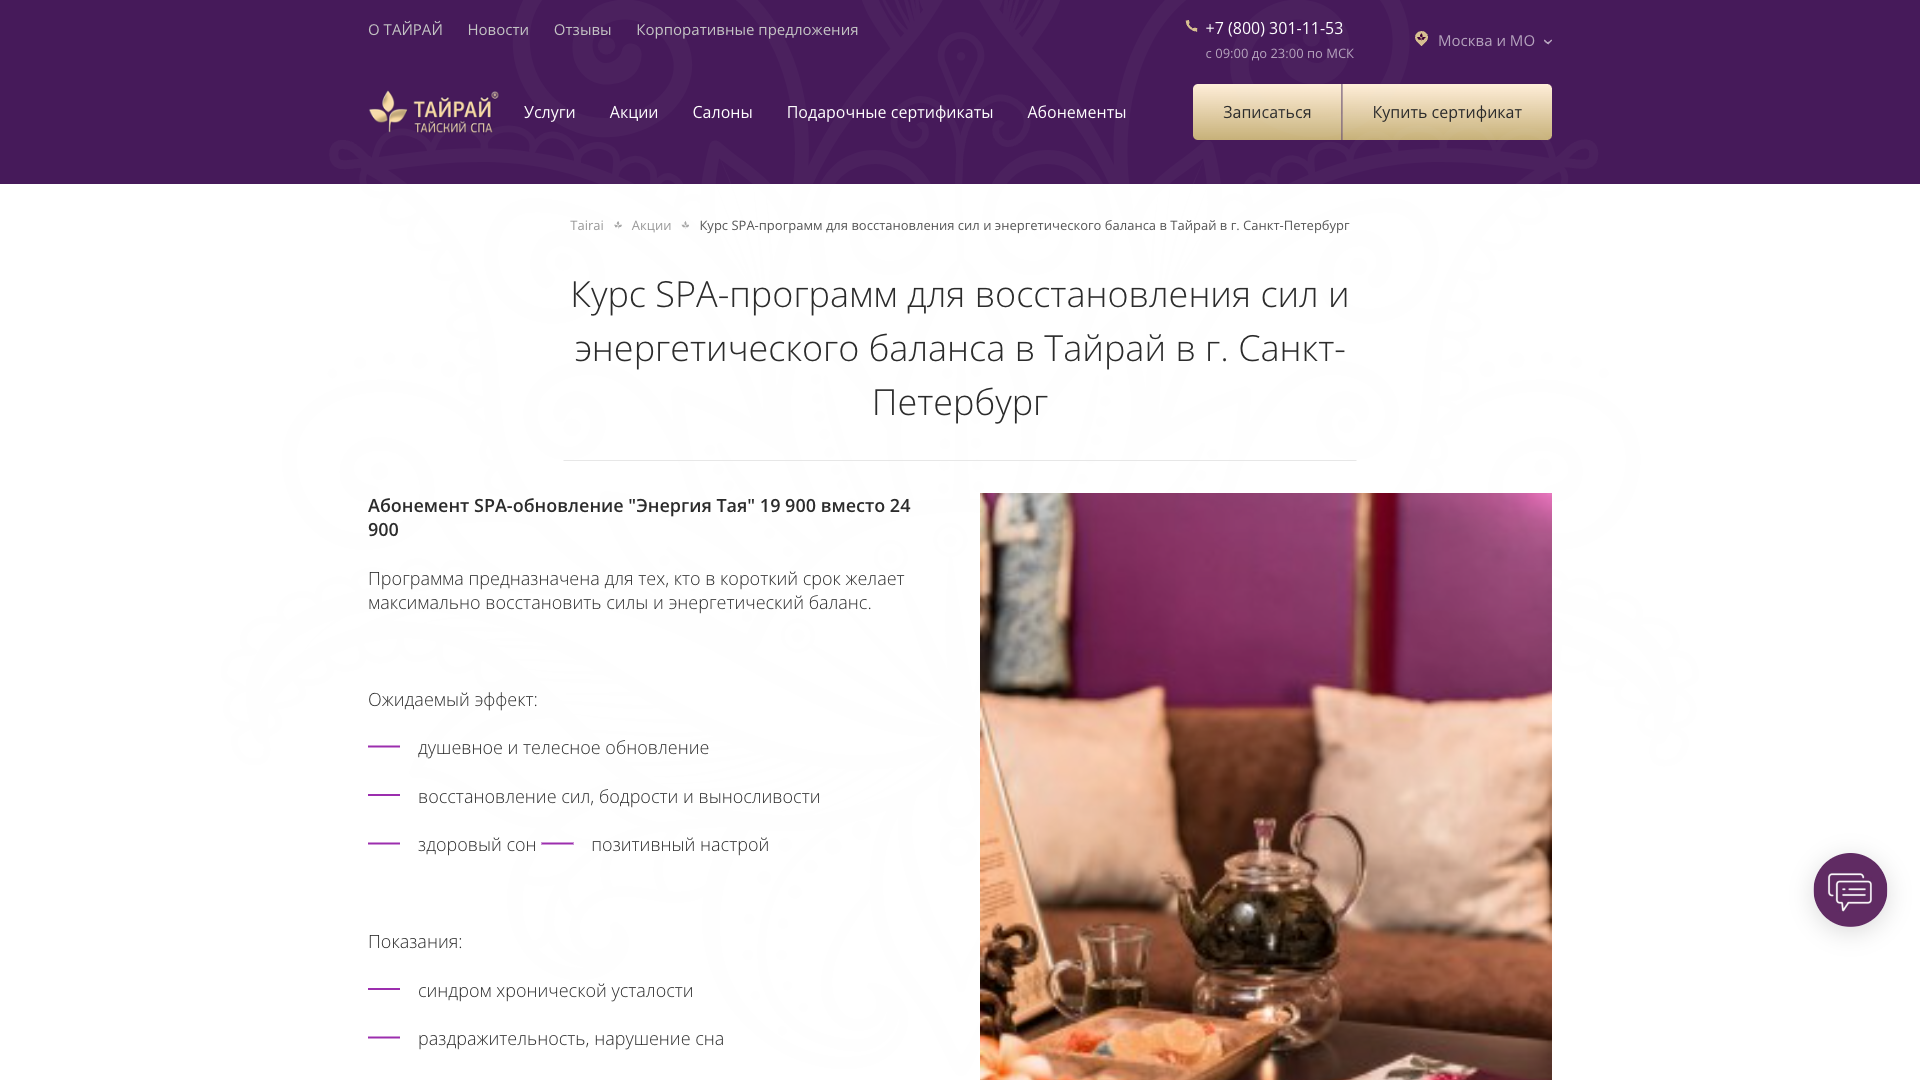 О ТАЙРАЙ Новости Отзывы Корпоративные предложения
+7 (800) 301-11-53
с 09:00 до 23:00 по МСК
Москва и МО
ТАЙРАЙ®
ТАЙСКИЙ СПА
Услуги Акции Салоны Подарочные сертификаты Абонементы
Записаться Купить сертификат
Tairai Акции Курс SPA-программ для восстановления сил и энергетического баланса в Тайрай в г. Санкт-Петербург
Курс SPA-программ для восстановления сил и
энергетического баланса в Тайрай в г. Санкт-
Петербург
Абонемент SPA-обновление "Энергия Тая" 19 900 вместо 24
900
Программа предназначена для тех, кто в короткий срок желает
максимально восстановить силы и энергетический баланс.
Ожидаемый эффект:
душевное и телесное обновление
восстановление сил, бодрости и выносливости
здоровый сон — позитивный настрой
Показания:
синдром хронической усталости
раздражительность, нарушение сна